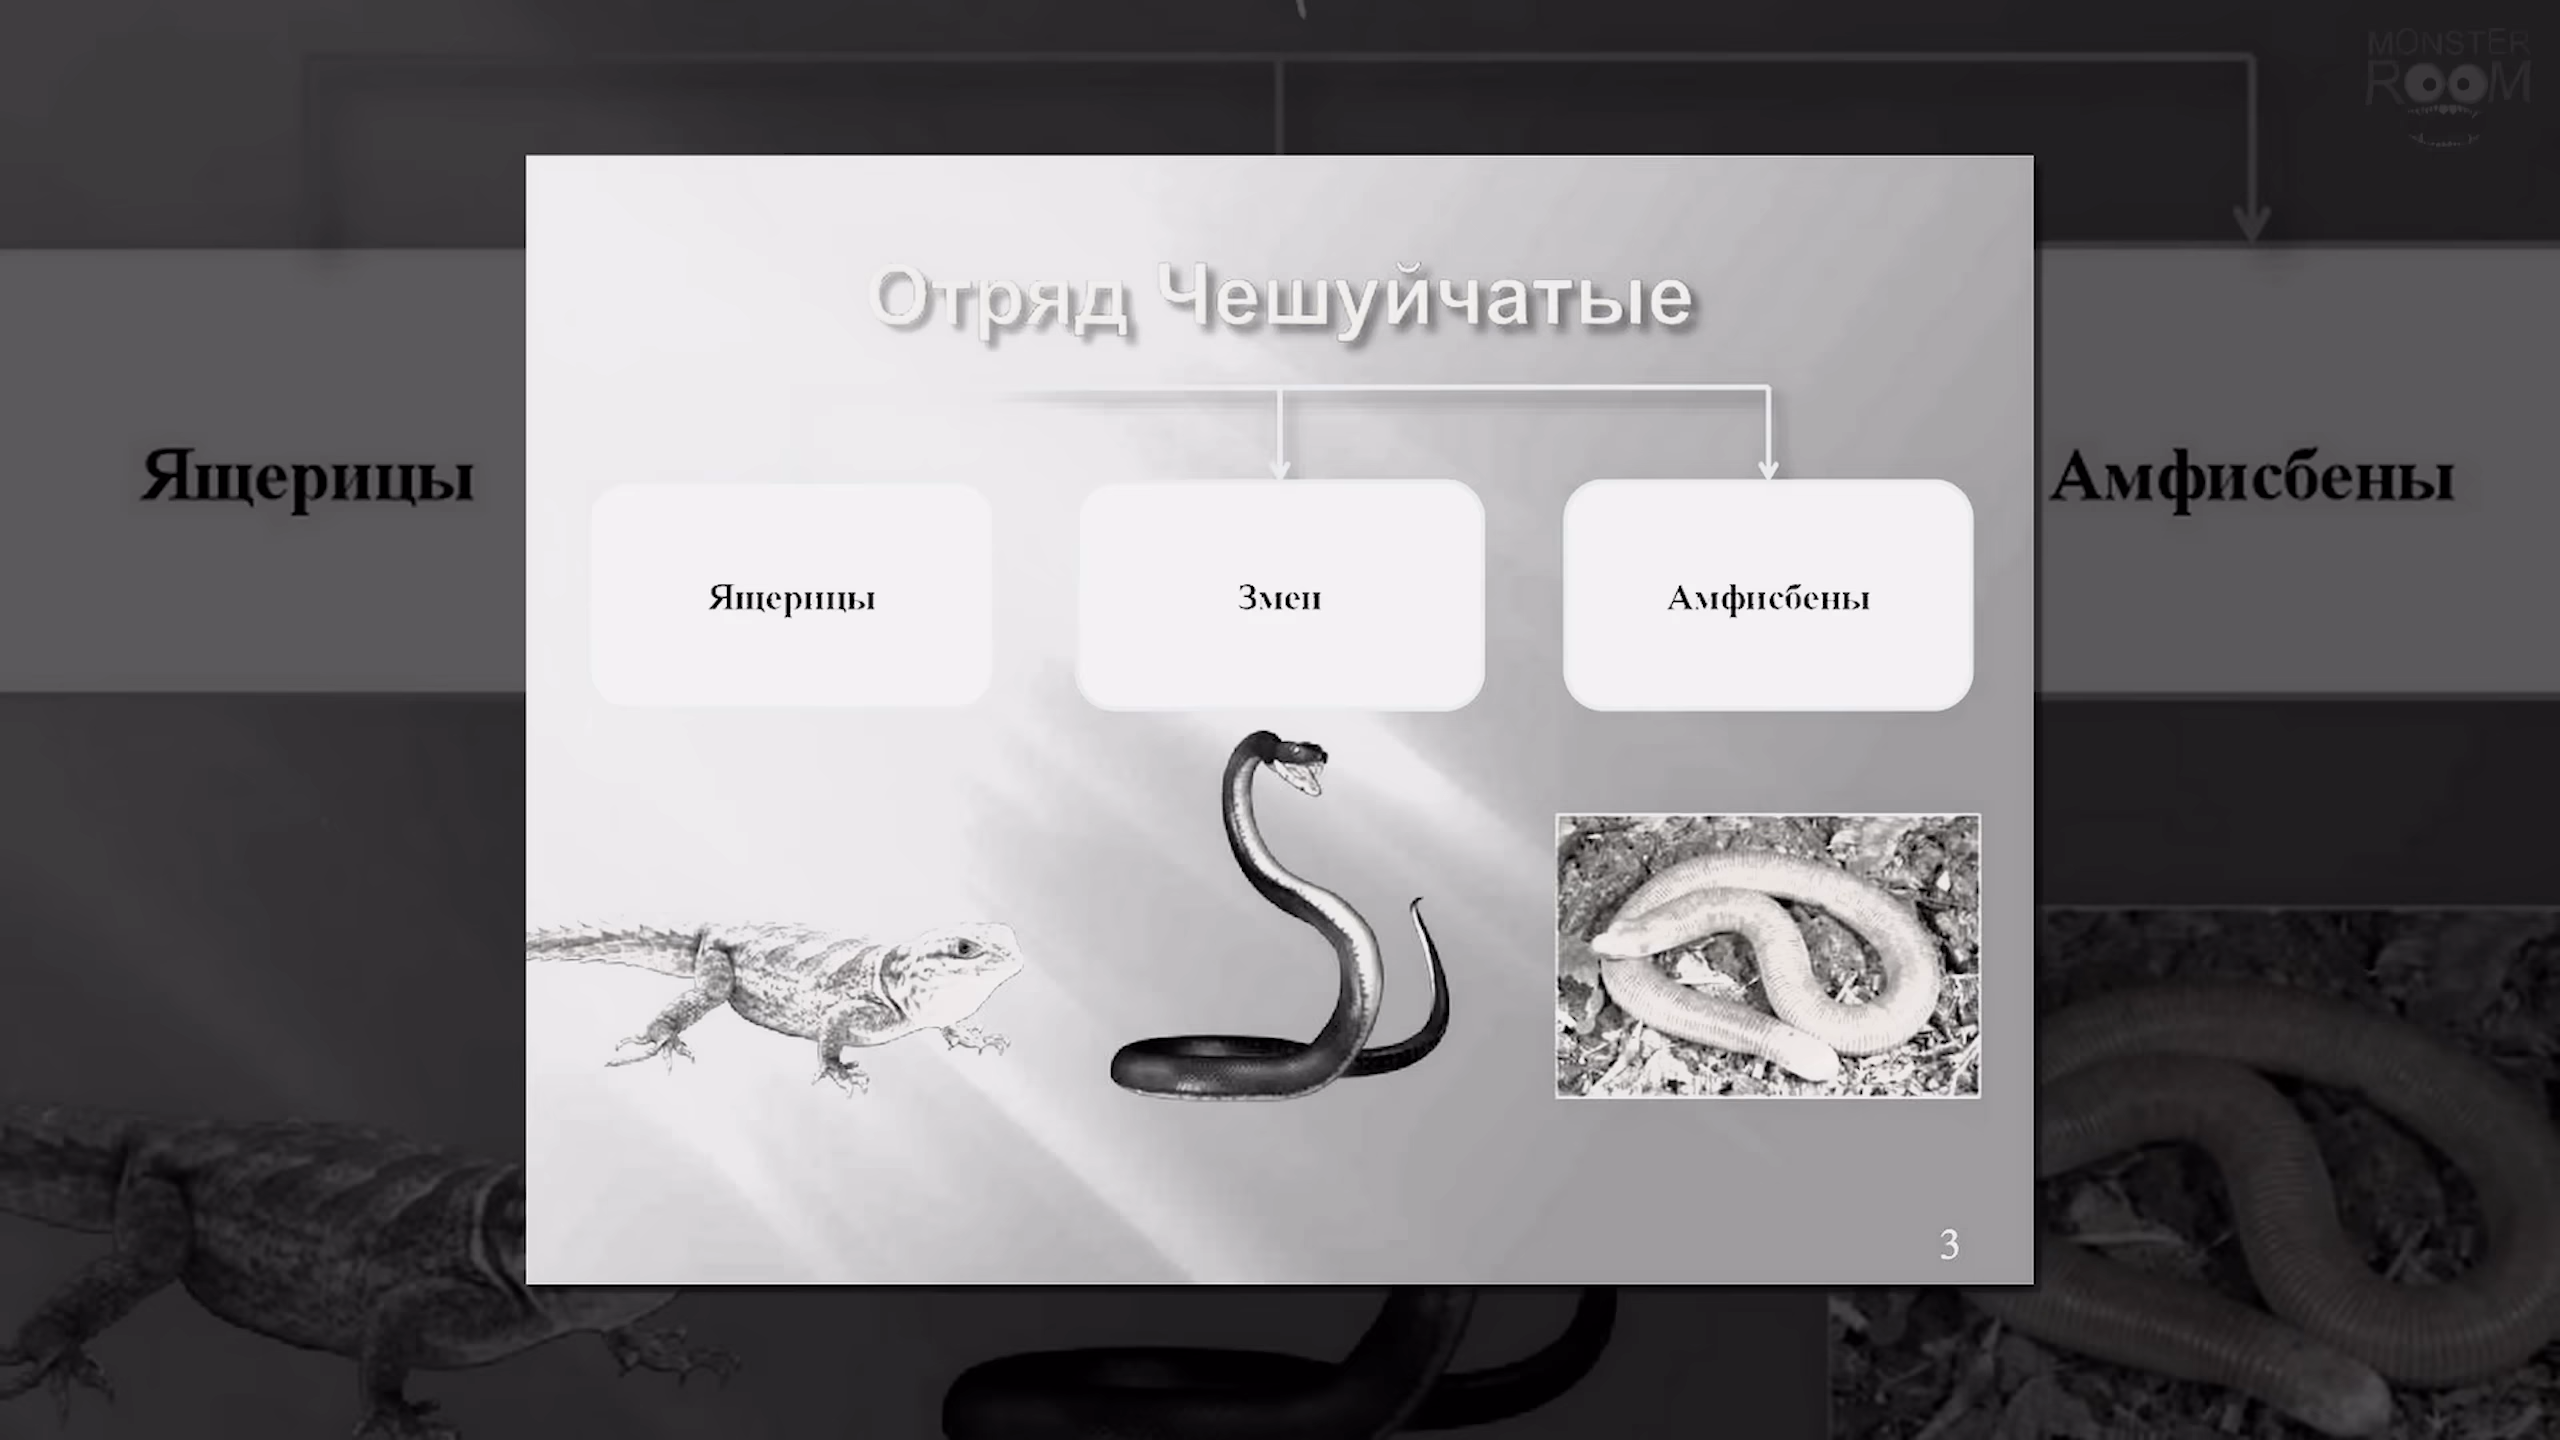 MONSTER
ROOM
Отряд Чешуйчатые
Ящерицы
Амфисбены
Ящерицы
Змеи
Амфисбены
3